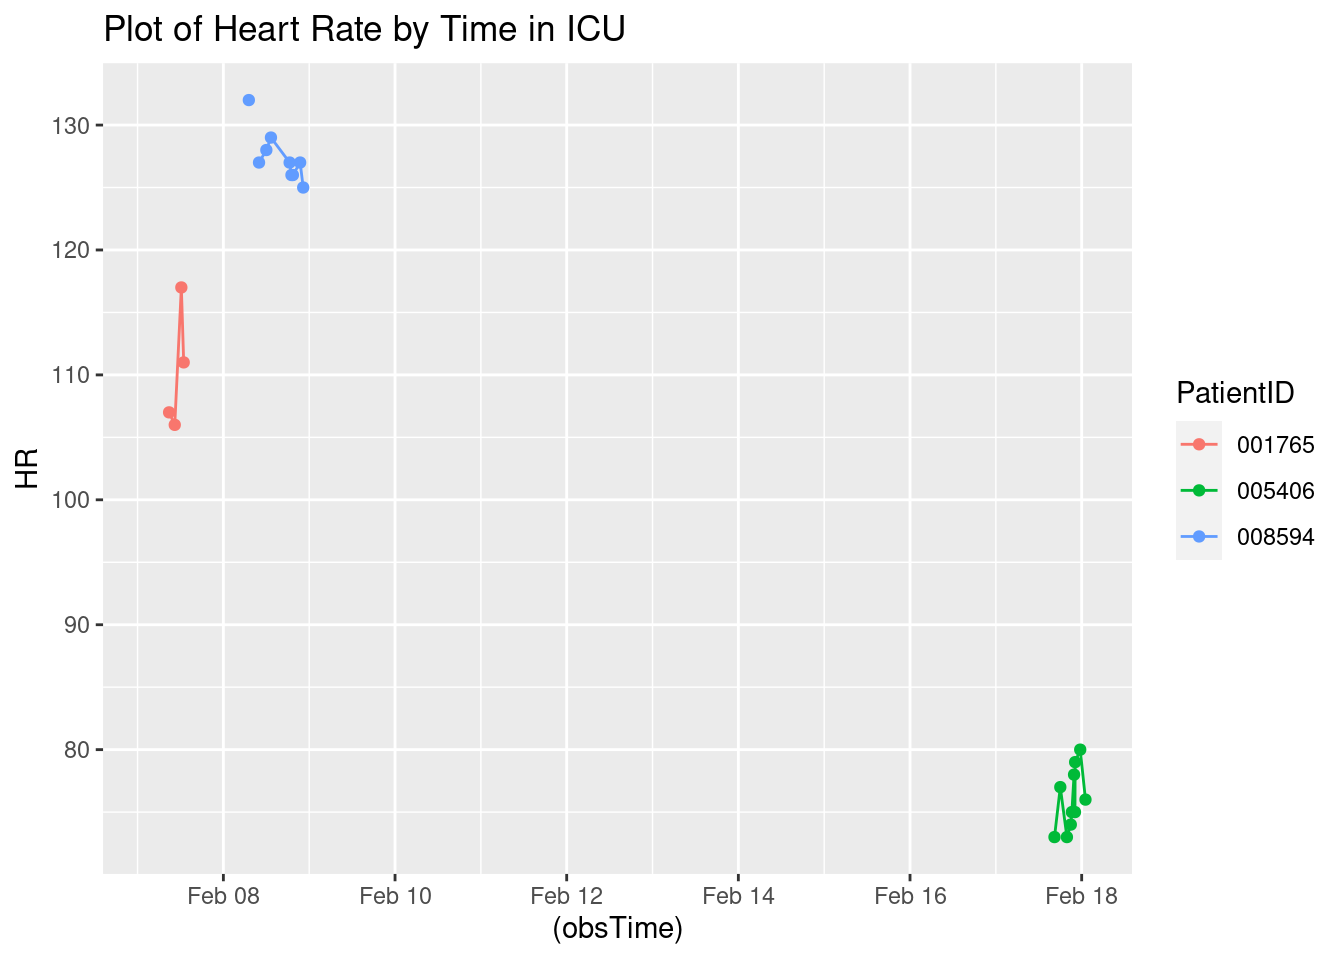 Plot of Heart Rate by Time in ICU
130
120
110
100
90
80
HR
Feb 08
Feb 10
Feb 12
Feb 14
Feb 16
Feb 18
(obsTime)
PatientID
001765
005406
008594